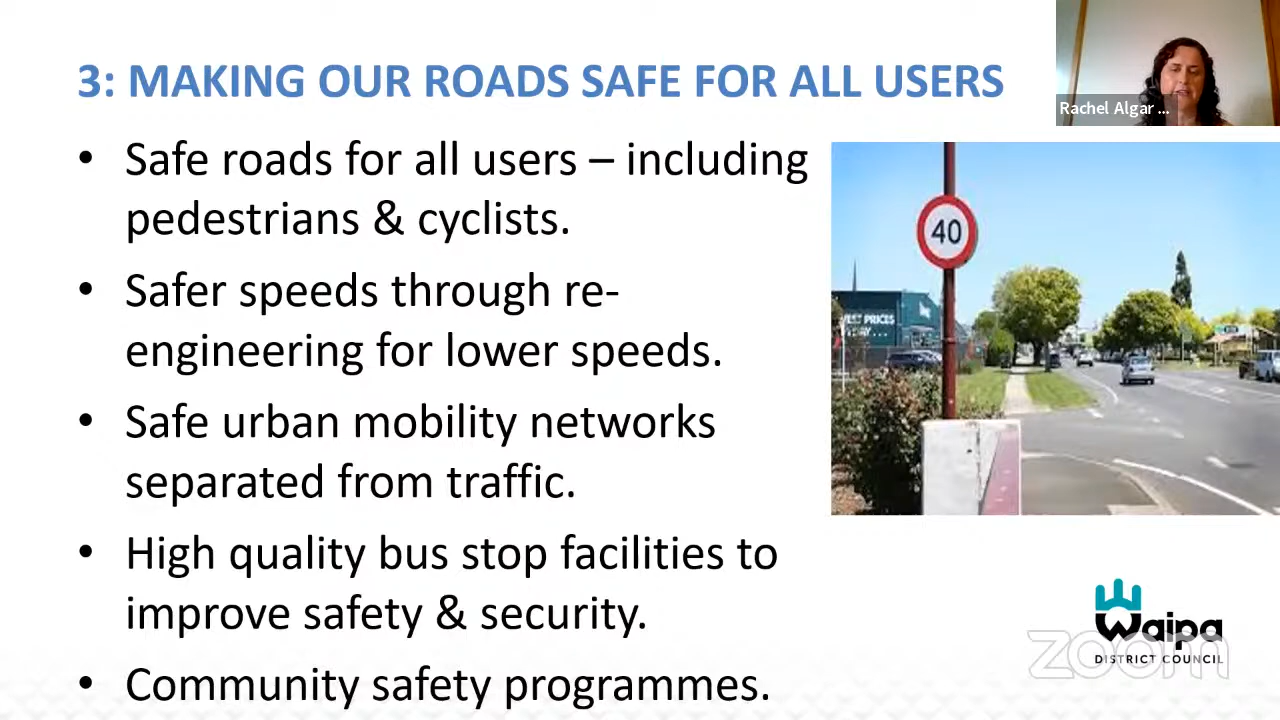 3: MAKING OUR ROADS SAFE FOR ALL USERS
Rachel Algar ...
• Safe roads for all users – including
pedestrians & cyclists.
• Safer speeds through re-
engineering for lower speeds.
• Safe urban mobility networks
separated from traffic.
• High quality bus stop facilities to
improve safety & security.
• Community safety programmes.
40
PRICES
Waipa
DISTRICT COUNCIL
zoom